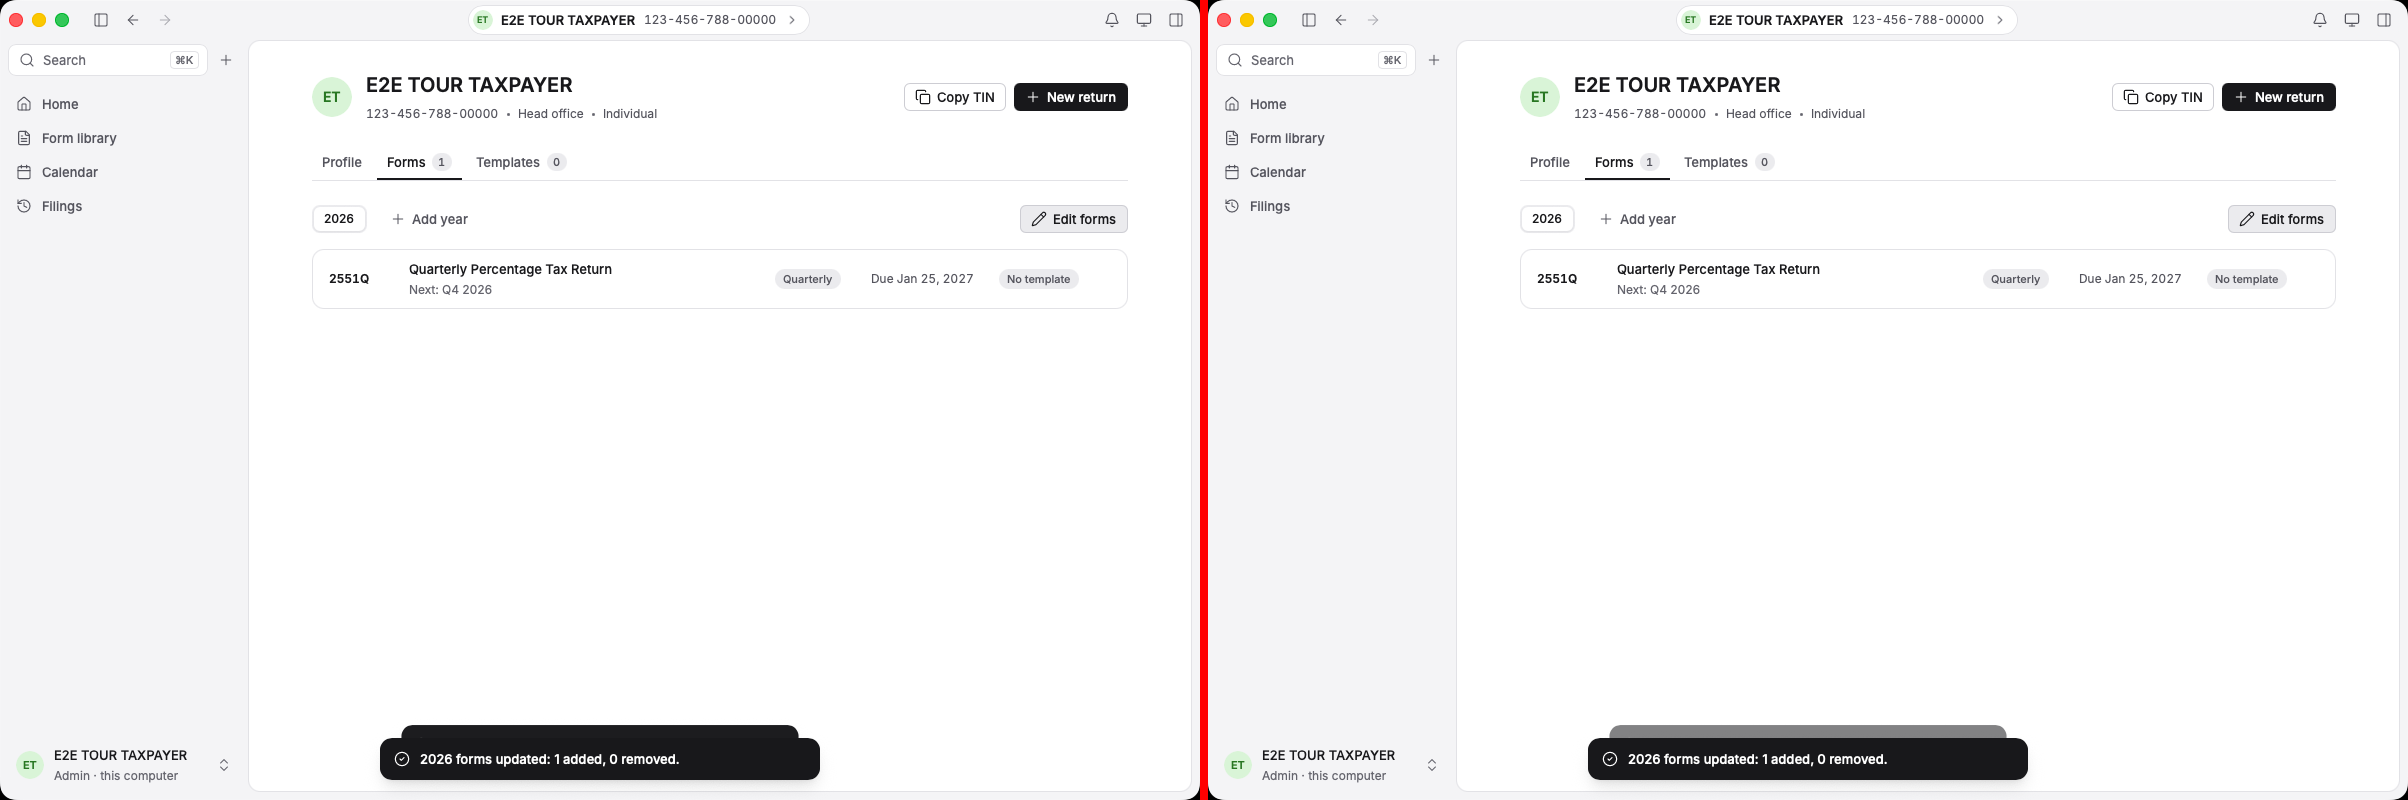 ET E2E TOUR TAXPAYER 123-456-788-00000
Search ⌘K
Home
Form library
Calendar
Filings
ET
E2E TOUR TAXPAYER
123-456-788-00000 • Head office • Individual
Copy TIN
New return
Profile Forms 1 Templates 0
2026 Add year Edit forms
2551Q
Quarterly Percentage Tax Return
Next: Q4 2026
Quarterly Due Jan 25, 2027 No template
2026 forms updated: 1 added, 0 removed.
ET
E2E TOUR TAXPAYER
Admin · this computer
ET E2E TOUR TAXPAYER 123-456-788-00000
Search ⌘K
Home
Form library
Calendar
Filings
ET
E2E TOUR TAXPAYER
123-456-788-00000 • Head office • Individual
Copy TIN
New return
Profile Forms 1 Templates 0
2026 Add year Edit forms
2551Q
Quarterly Percentage Tax Return
Next: Q4 2026
Quarterly Due Jan 25, 2027 No template
2026 forms updated: 1 added, 0 removed.
ET
E2E TOUR TAXPAYER
Admin · this computer